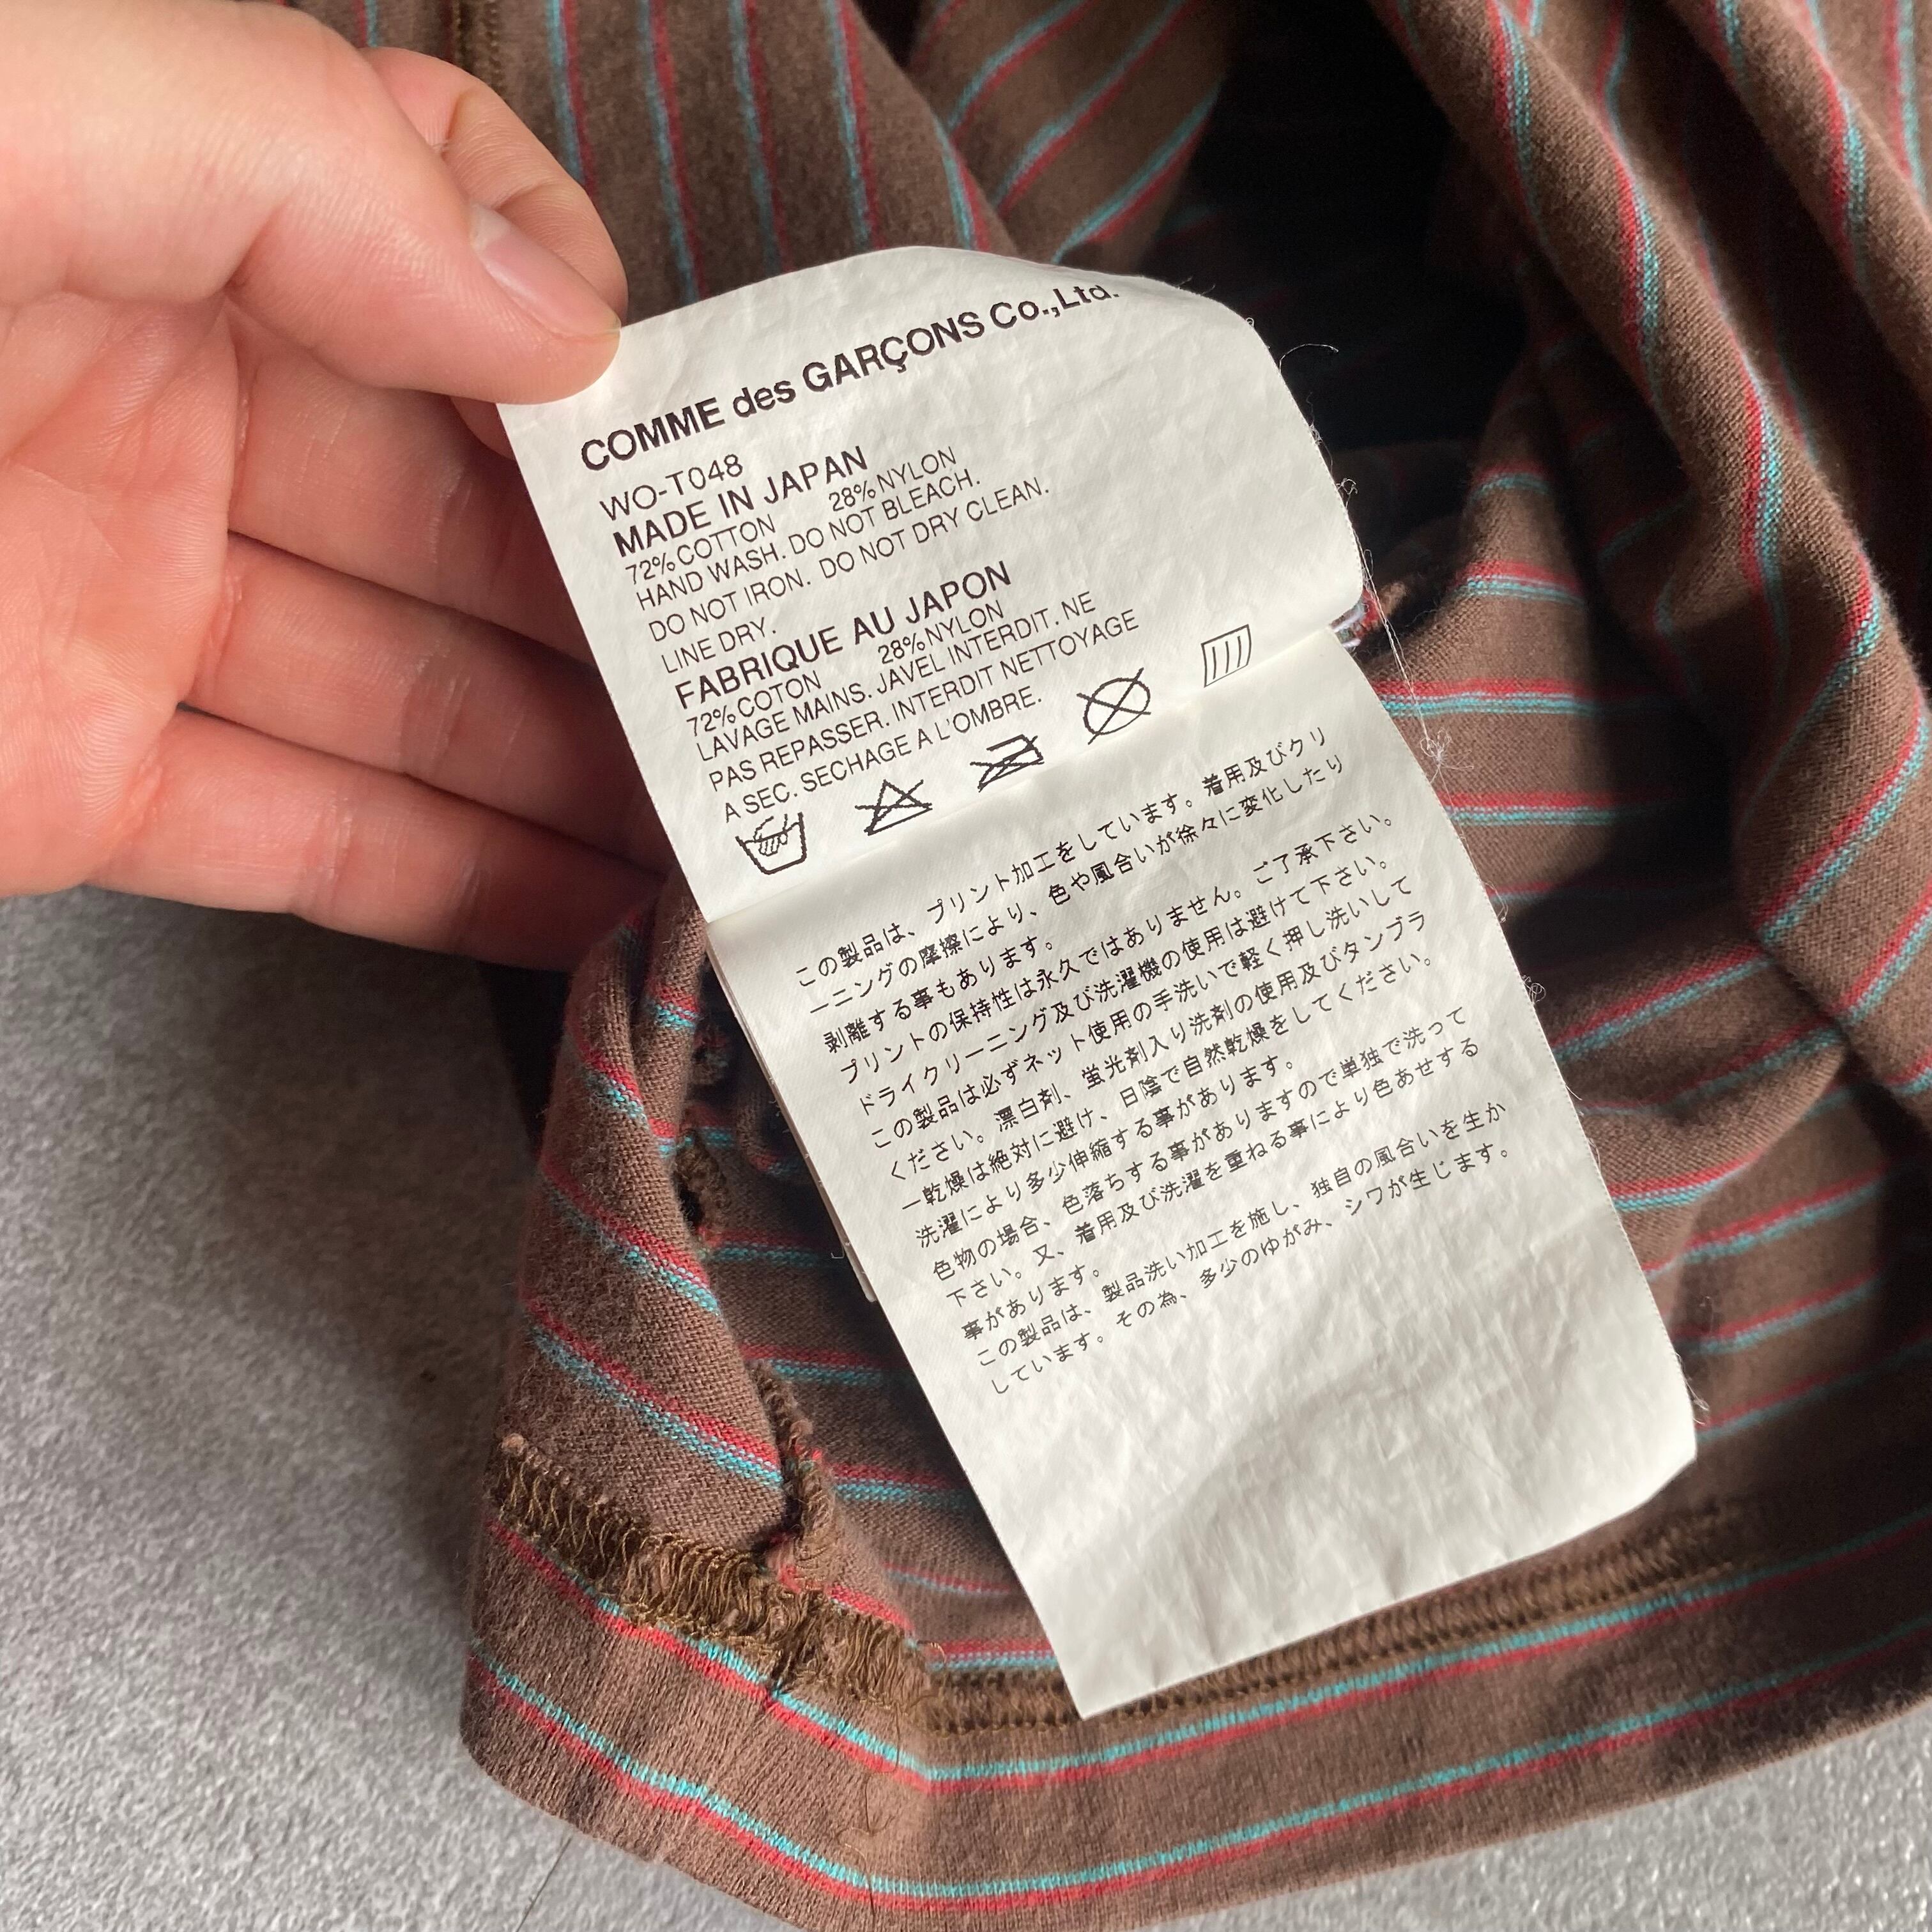 COMME des GARÇONS Co.,Ltd.
WO-T048
MADE IN JAPAN
72%COTTON 28%NYLON
HAND WASH. DO NOT BLEACH.
DO NOT IRON. DO NOT DRY CLEAN.
LINE DRY.
FABRIQUE AU JAPON
72%COTON 28%NYLON
LAVAGE MAINS. JAVEL INTERDIT. NE
PAS REPASSER. INTERDIT NETTOYAGE
A SEC. SECHAGE A L'OMBRE.
この製品は、プリント加工をしています。着用及びクリ
ーニングの摩擦により、色や風合いが徐々に変化したり
剥離する事もあります。
プリントの保持性は永久ではありません。ご了承下さい。
ドライクリーニング及び洗濯機の使用は避けて下さい。
この製品は必ずネット使用の手洗いで軽く押し洗いして
ください。漂白剤、蛍光剤入り洗剤の使用及びタンブラ
ー乾燥は絶対に避け、日陰で自然乾燥をしてください。
洗濯により多少伸縮する事があります。
色物の場合、色落ちする事がありますので単独で洗って
下さい。又、着用及び洗濯を重ねる事により色あせする
事があります。
この製品は、製品洗い加工を施し、独自の風合いを生か
しています。その為、多少のゆがみ、シワが生じます。